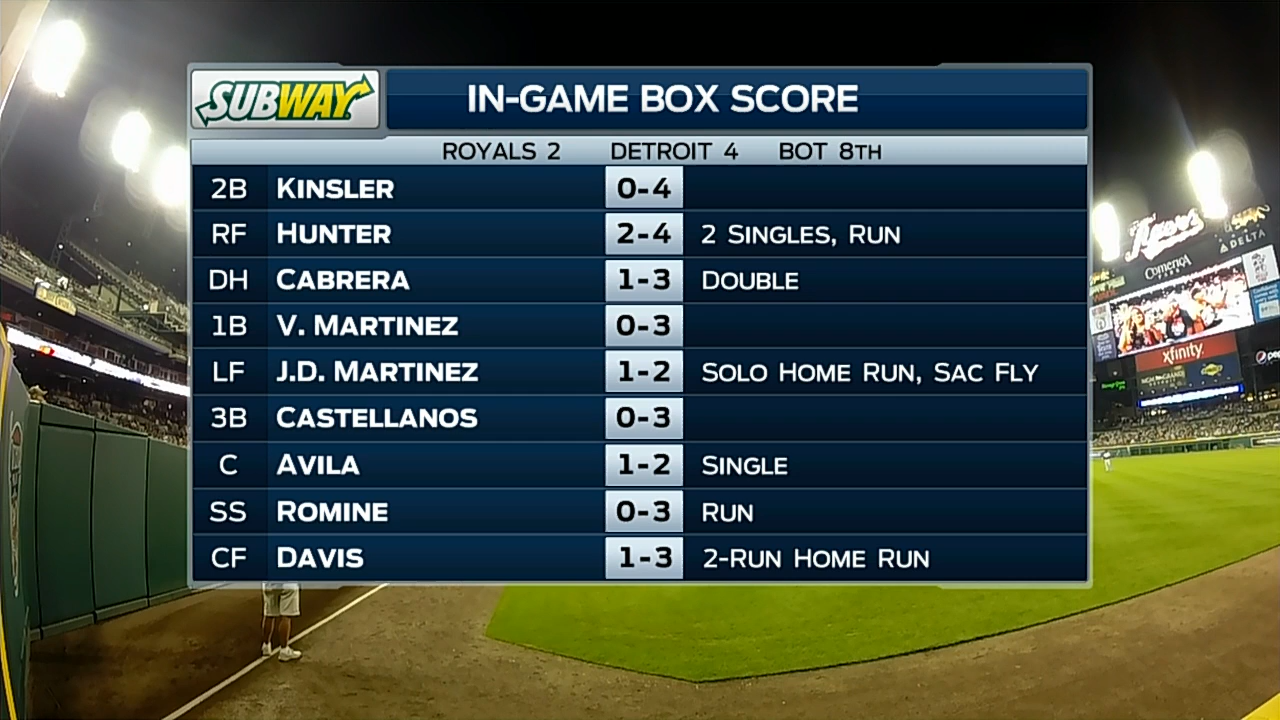 SUBWAY
IN-GAME BOX SCORE
ROYALS 2 DETROIT 4 BOT 8TH
2B KINSLER 0-4
RF HUNTER 2-4 2 SINGLES, RUN
DH CABRERA 1-3 DOUBLE
1B V. MARTINEZ 0-3
LF J.D. MARTINEZ 1-2 SOLO HOME RUN, SAC FLY
3B CASTELLANOS 0-3
C AVILA 1-2 SINGLE
SS ROMINE 0-3 RUN
CF DAVIS 1-3 2-RUN HOME RUN
Tigers
DELTA
COMERICA
PARK
xfinity
pepsi